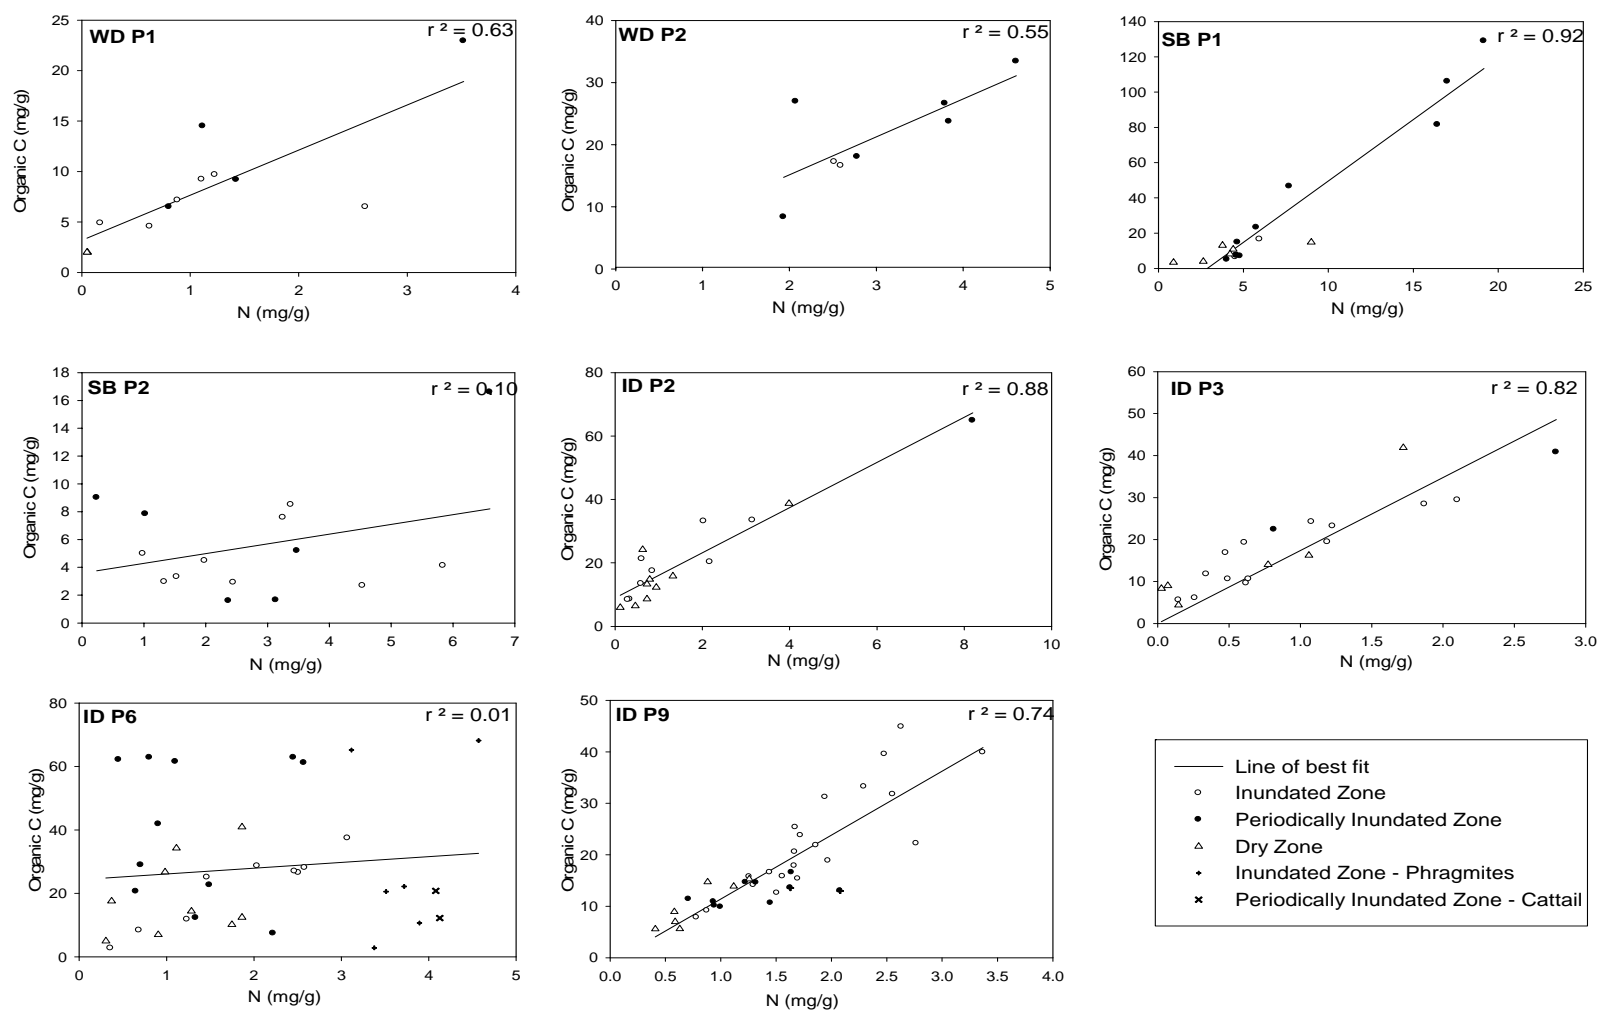 WD P1
r ² = 0.63
25
20
15
10
5
0
Organic C (mg/g)
0 1 2 3 4
N (mg/g)
WD P2
r ² = 0.55
40
30
20
10
0
Organic C (mg/g)
0 1 2 3 4 5
N (mg/g)
SB P1
r ² = 0.92
140
120
100
80
60
40
20
0
Organic C (mg/g)
0 5 10 15 20 25
N (mg/g)
SB P2
r ² = 0.10
18
16
14
12
10
8
6
4
2
0
Organic C (mg/g)
0 1 2 3 4 5 6 7
N (mg/g)
ID P2
r ² = 0.88
80
60
40
20
0
Organic C (mg/g)
0 2 4 6 8 10
N (mg/g)
ID P3
r ² = 0.82
60
50
40
30
20
10
0
Organic C (mg/g)
0.0 0.5 1.0 1.5 2.0 2.5 3.0
N (mg/g)
ID P6
r ² = 0.01
80
60
40
20
0
Organic C (mg/g)
0 1 2 3 4 5
N (mg/g)
ID P9
r ² = 0.74
50
40
30
20
10
0
Organic C (mg/g)
0.0 0.5 1.0 1.5 2.0 2.5 3.0 3.5 4.0
N (mg/g)
Line of best fit
Inundated Zone
Periodically Inundated Zone
Dry Zone
Inundated Zone - Phragmites
Periodically Inundated Zone - Cattail